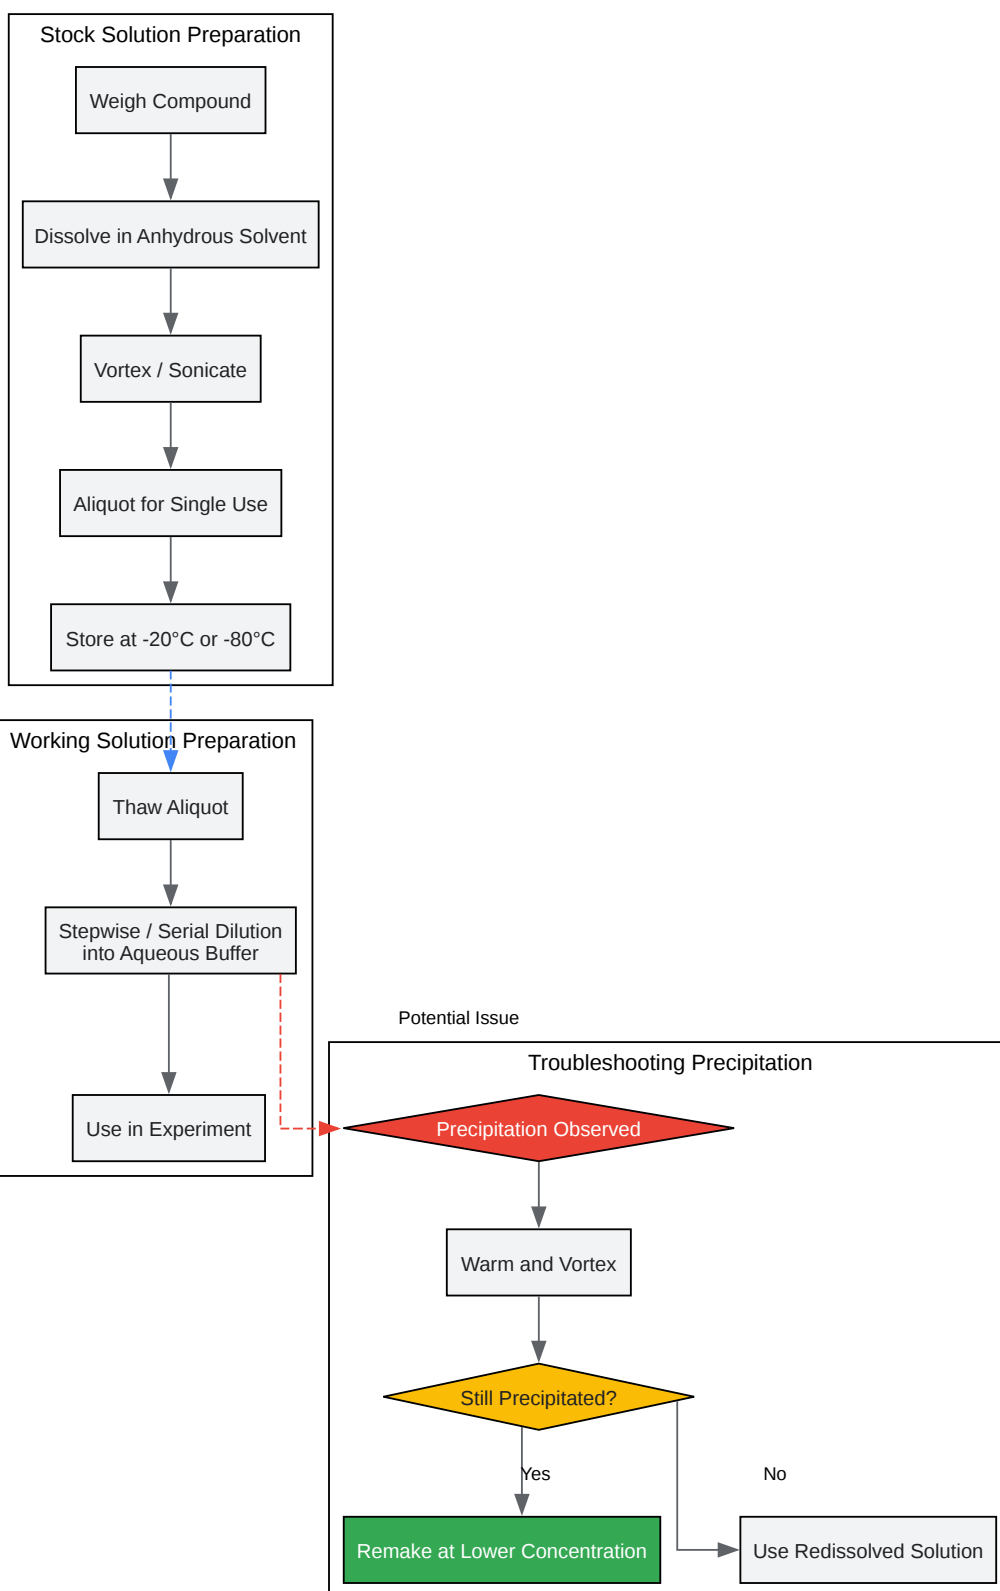 Stock Solution Preparation
Weigh Compound
Dissolve in Anhydrous Solvent
Vortex / Sonicate
Aliquot for Single Use
Store at -20°C or -80°C
Working Solution Preparation
Thaw Aliquot
Stepwise / Serial Dilution
into Aqueous Buffer
Use in Experiment
Potential Issue
Troubleshooting Precipitation
Precipitation Observed
Warm and Vortex
Still Precipitated?
Yes
No
Remake at Lower Concentration
Use Redissolved Solution